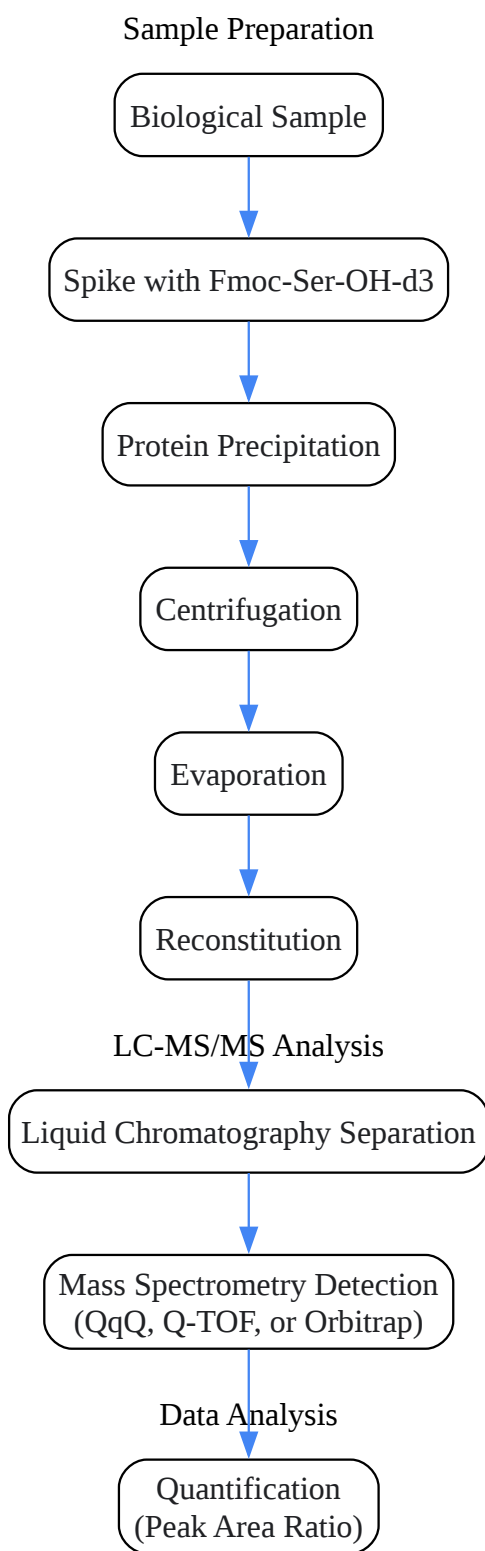 Sample Preparation
Biological Sample
Spike with Fmoc-Ser-OH-d3
Protein Precipitation
Centrifugation
Evaporation
Reconstitution
LC-MS/MS Analysis
Liquid Chromatography Separation
Mass Spectrometry Detection
(QqQ, Q-TOF, or Orbitrap)
Data Analysis
Quantification
(Peak Area Ratio)